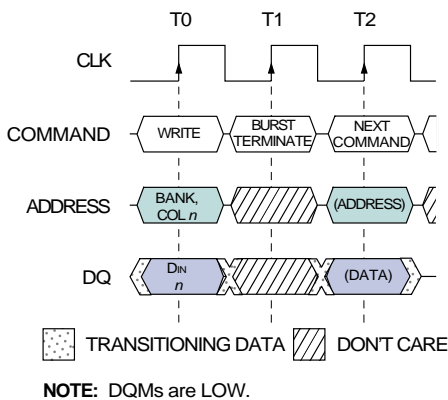 T0 T1 T2
CLK
COMMAND WRITE BURST TERMINATE NEXT COMMAND
ADDRESS BANK, COL n (ADDRESS)
DQ DIN n (DATA)
TRANSITIONING DATA DON'T CARE
NOTE: DQMs are LOW.